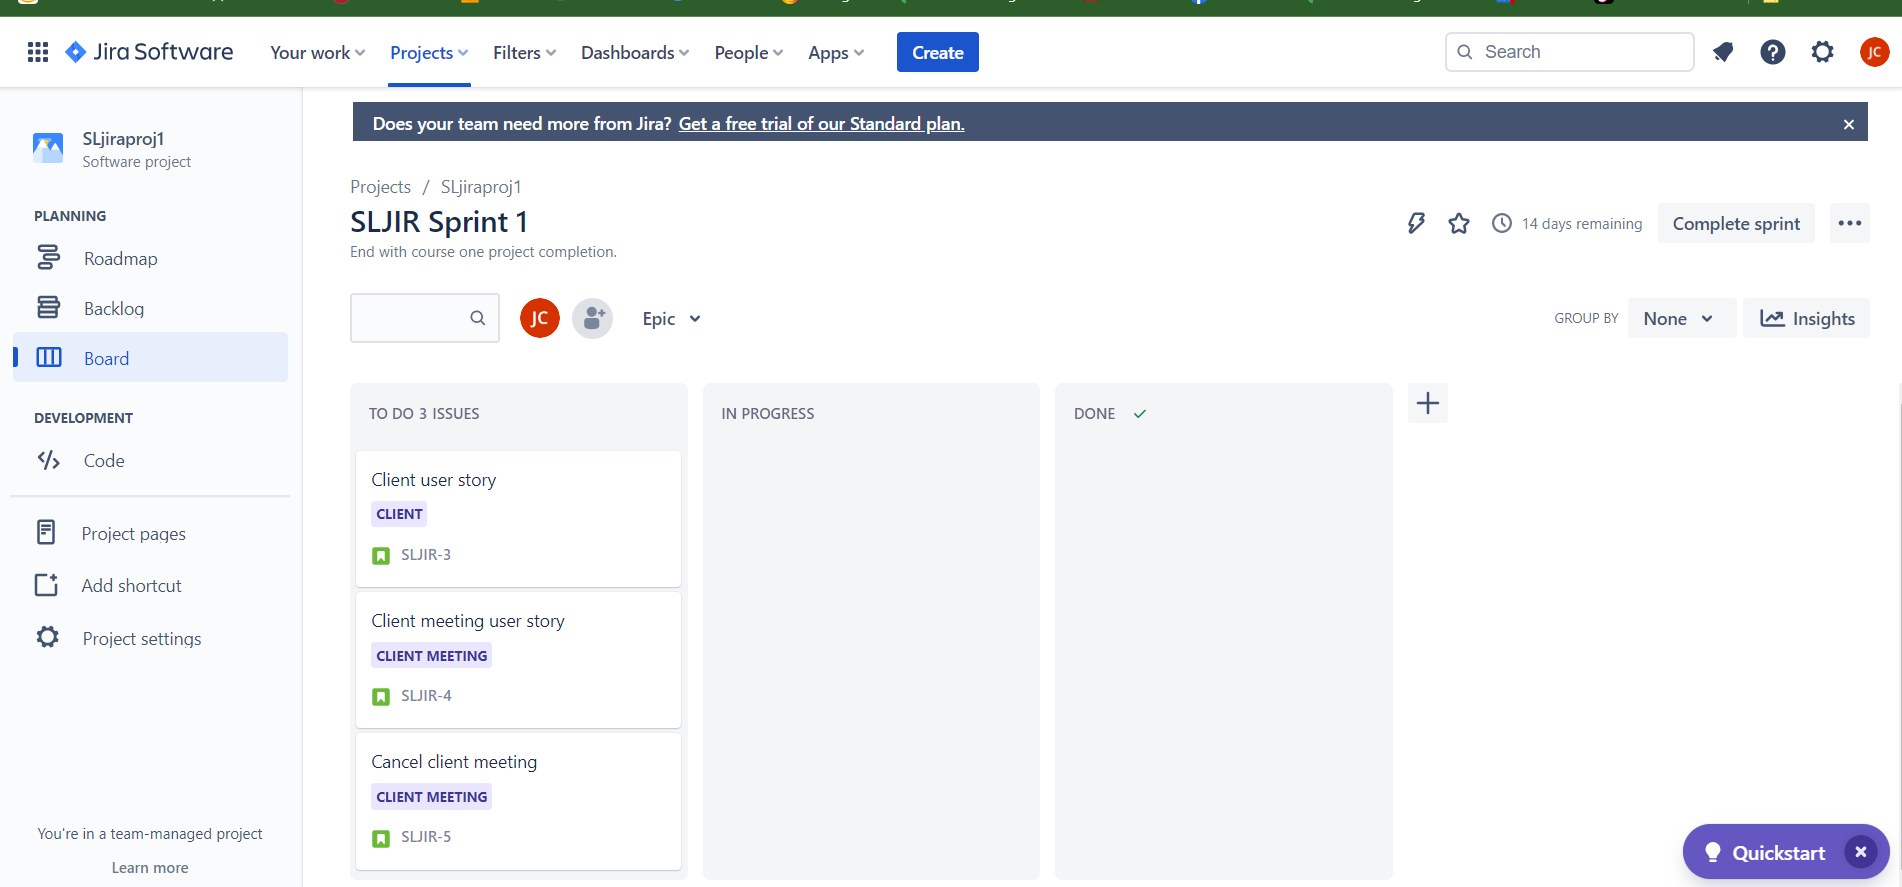 Jira Software
Your work
Projects
Filters
Dashboards
People
Apps
Create
Search
JC
SLjiraproj1
Software project
PLANNING
Roadmap
Backlog
Board
DEVELOPMENT
Code
Project pages
Add shortcut
Project settings
You're in a team-managed project
Learn more
Does your team need more from Jira? Get a free trial of our Standard plan.
Projects / SLjiraproj1
SLJIR Sprint 1
End with course one project completion.
14 days remaining
Complete sprint
JC
Epic
GROUP BY
None
Insights
TO DO 3 ISSUES
Client user story
CLIENT
SLJIR-3
Client meeting user story
CLIENT MEETING
SLJIR-4
Cancel client meeting
CLIENT MEETING
SLJIR-5
IN PROGRESS
DONE
Quickstart